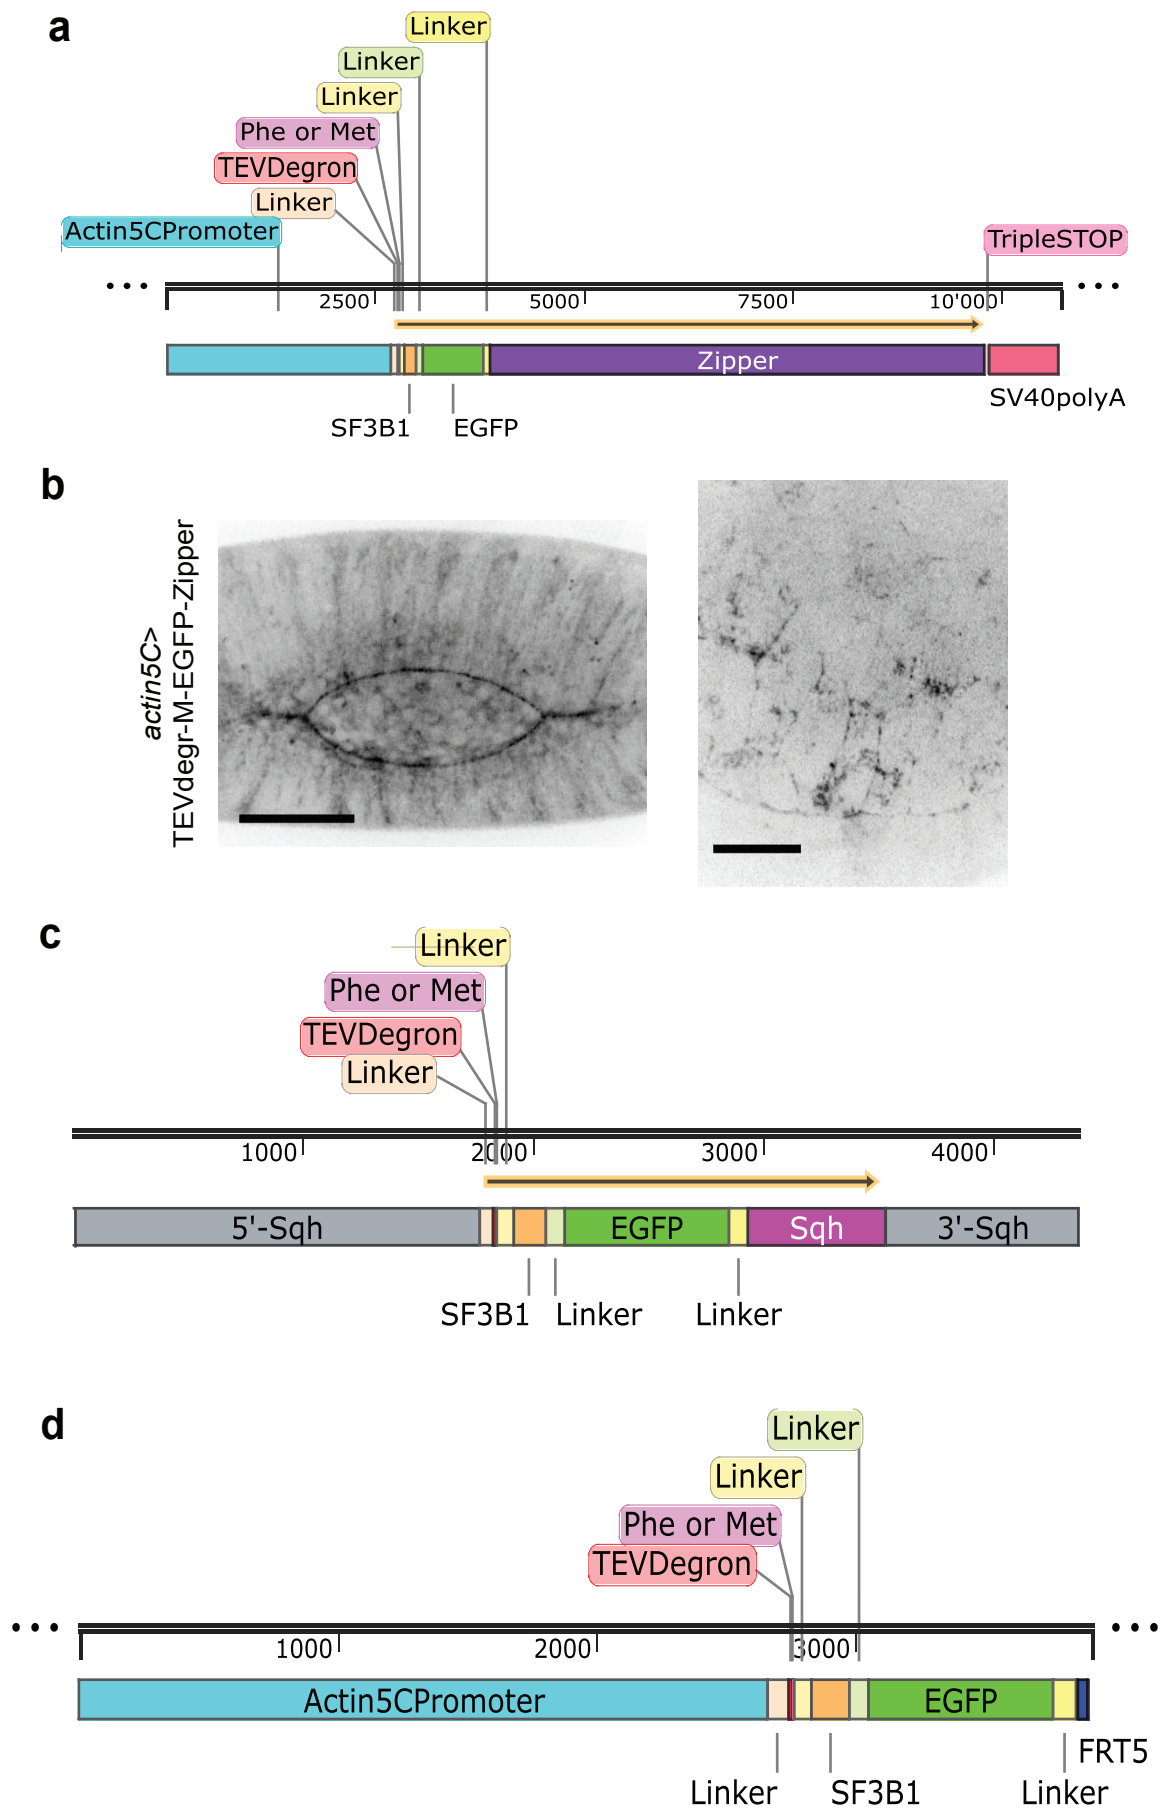 a
Linker
Linker
Linker
Phe or Met
TEVDegron
Linker
Actin5CPromoter
TripleSTOP
2500
5000
7500
10'000
Zipper
SV40polyA
SF3B1
EGFP
b
actin5C>
TEVdegr-M-EGFP-Zipper
c
Linker
Phe or Met
TEVDegron
Linker
1000
2000
3000
4000
5'-Sqh
EGFP
Sqh
3'-Sqh
SF3B1
Linker
Linker
d
Linker
Linker
Phe or Met
TEVDegron
1000
2000
3000
Actin5CPromoter
EGFP
FRT5
Linker
SF3B1
Linker